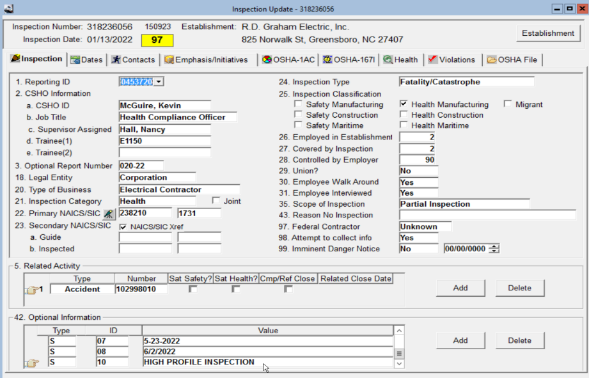 Inspection Update - 318236056
Inspection Number: 318236056 150923 Establishment: R.D. Graham Electric, Inc.
Inspection Date: 01/13/2022 97 825 Norwalk St, Greensboro, NC 27407
Establishment
Inspection Dates Contacts Emphasis/Initiatives OSHA-1AC OSHA-167I Health Violations OSHA File
1. Reporting ID 0453720
2. CSHO Information
a. CSHO ID McGuire, Kevin
b. Job Title Health Compliance Officer
c. Supervisor Assigned Hall, Nancy
d. Trainee(1) E1150
e. Trainee(2)
3. Optional Report Number 020-22
18. Legal Entity Corporation
20. Type of Business Electrical Contractor
21. Inspection Category Health Joint
22. Primary NAICS/SIC 238210 1731
23. Secondary NAICS/SIC NAICS/SIC Xref
a. Guide
b. Inspected
24. Inspection Type Fatality/Catastrophe
25. Inspection Classification
Safety Manufacturing Health Manufacturing Migrant
Safety Construction Health Construction
Safety Maritime Health Maritime
26. Employed in Establishment 2
27. Covered by Inspection 2
28. Controlled by Employer 90
29. Union? No
30. Employee Walk Around Yes
31. Employee Interviewed Yes
35. Scope of Inspection Partial Inspection
43. Reason No Inspection
97. Federal Contractor Unknown
98. Attempt to collect info Yes
99. Imminent Danger Notice No 00/00/0000
5. Related Activity
Type Number Sat Safety? Sat Health? Cmp/Ref Close Related Close Date
1 Accident 102998010
Add Delete
42. Optional Information
Type ID Value
S 07 5-23-2022
S 08 6/2/2022
S 10 HIGH PROFILE INSPECTION
Add Delete